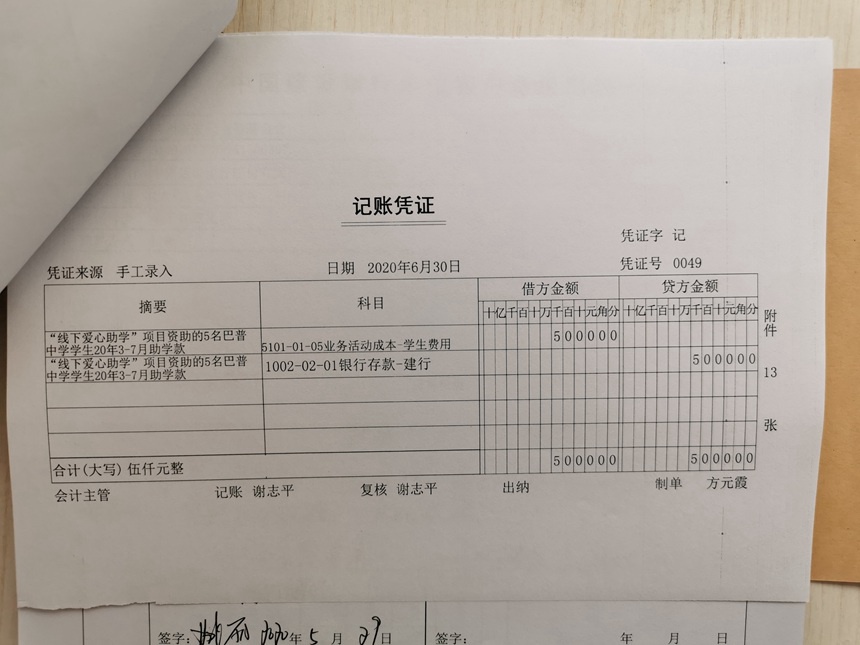 记账凭证
凭证字 记
凭证来源 手工录入 日期 2020年6月30日 凭证号 0049
摘要 科目 借方金额 贷方金额
十亿千百十万千百十元角分 十亿千百十万千百十元角分
“线下爱心助学”项目资助的5名巴普
中学学生20年3-7月助学款 5101-01-05业务活动成本-学生费用 500000
“线下爱心助学”项目资助的5名巴普
中学学生20年3-7月助学款 1002-02-01银行存款-建行 500000
附件 13 张
合计(大写) 伍仟元整 500000 500000
会计主管 记账 谢志平 复核 谢志平 出纳 制单 方元霞
签字: 年 5 月 29 日 签字: 年 月 日